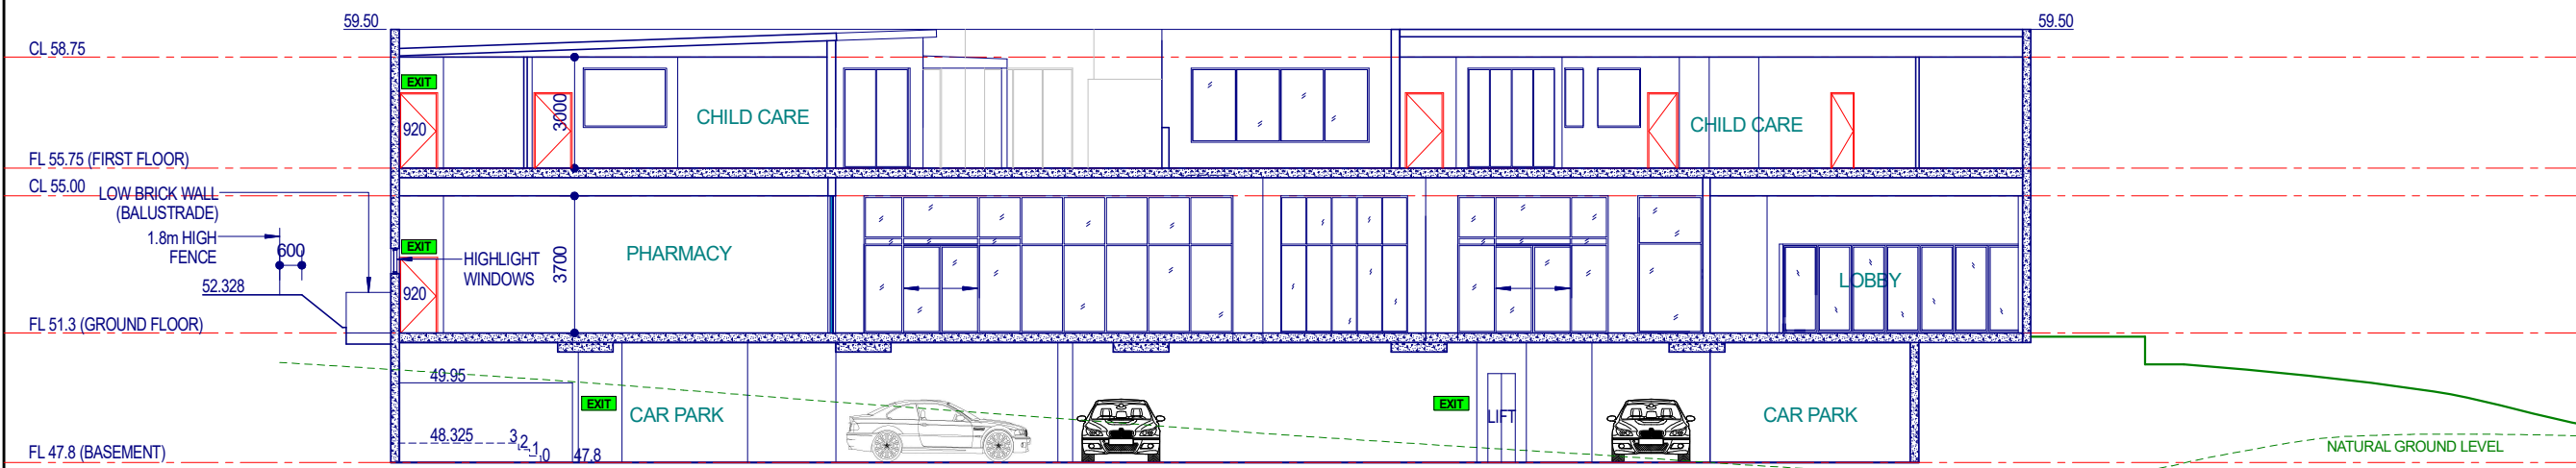 59.50
59.50
CL 58.75
EXIT
920
3000
CHILD CARE
CHILD CARE
FL 55.75 (FIRST FLOOR)
CL 55.00
LOW BRICK WALL
(BALUSTRADE)
1.8m HIGH
FENCE
600
EXIT
HIGHLIGHT
WINDOWS
920
3700
PHARMACY
LOBBY
52.328
FL 51.3 (GROUND FLOOR)
49.95
EXIT
CAR PARK
EXIT
LIFT
CAR PARK
48.325
3
2
1
0
47.8
FL 47.8 (BASEMENT)
NATURAL GROUND LEVEL